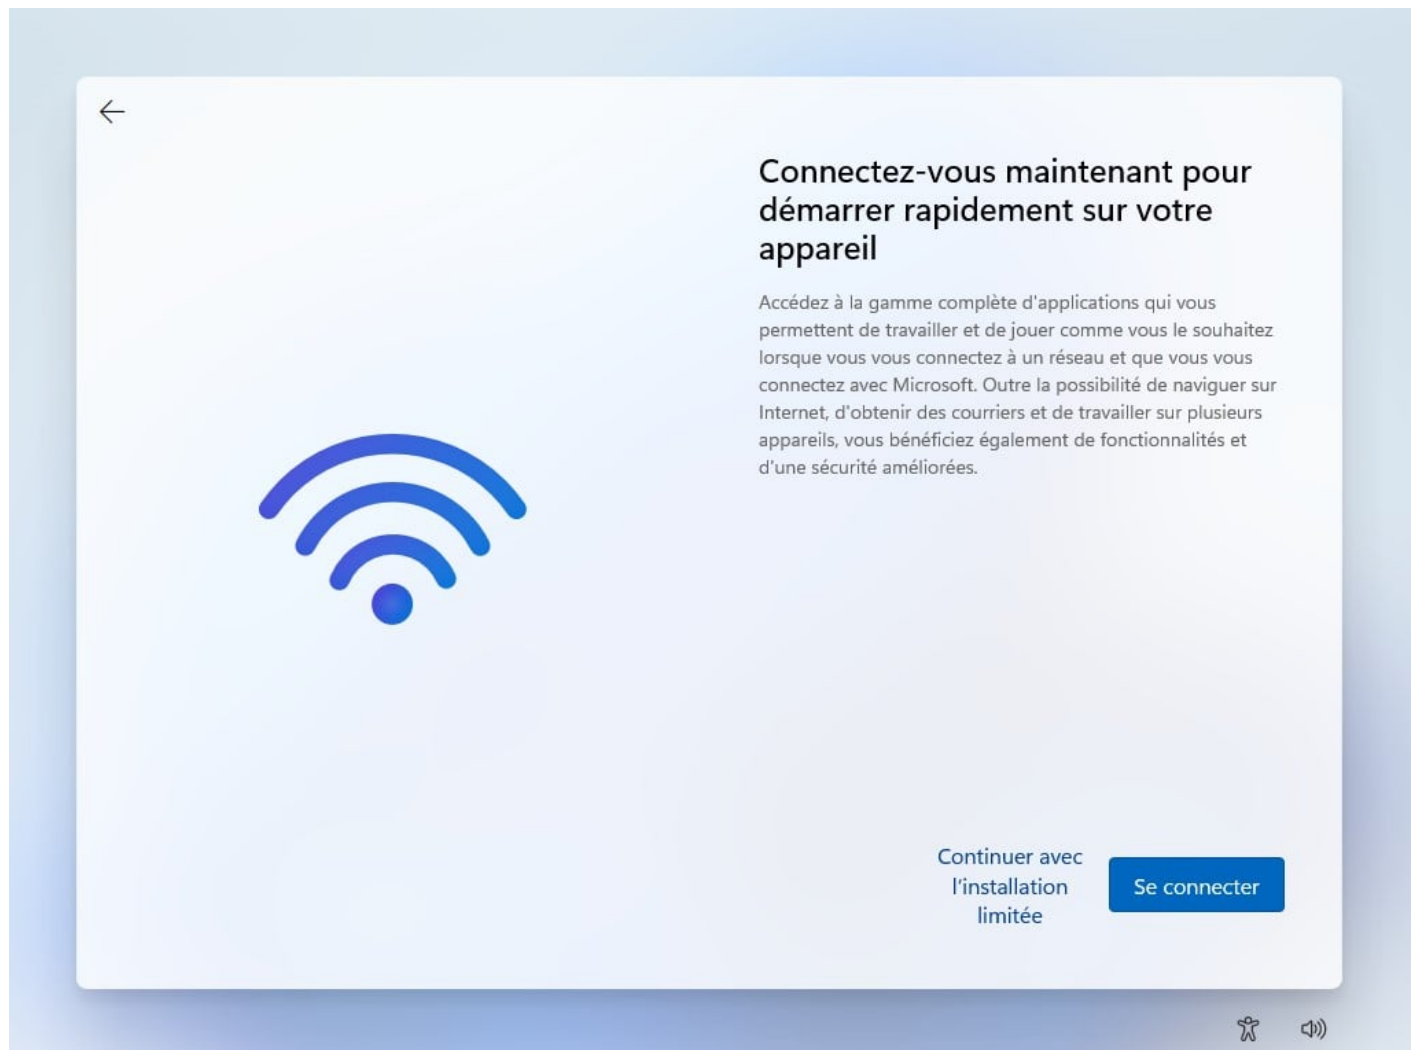 Connectez-vous maintenant pour
démarrer rapidement sur votre
appareil
Accédez à la gamme complète d'applications qui vous
permettent de travailler et de jouer comme vous le souhaitez
lorsque vous vous connectez à un réseau et que vous vous
connectez avec Microsoft. Outre la possibilité de naviguer sur
Internet, d'obtenir des courriers et de travailler sur plusieurs
appareils, vous bénéficiez également de fonctionnalités et
d'une sécurité améliorées.
Continuer avec
l'installation
limitée
Se connecter